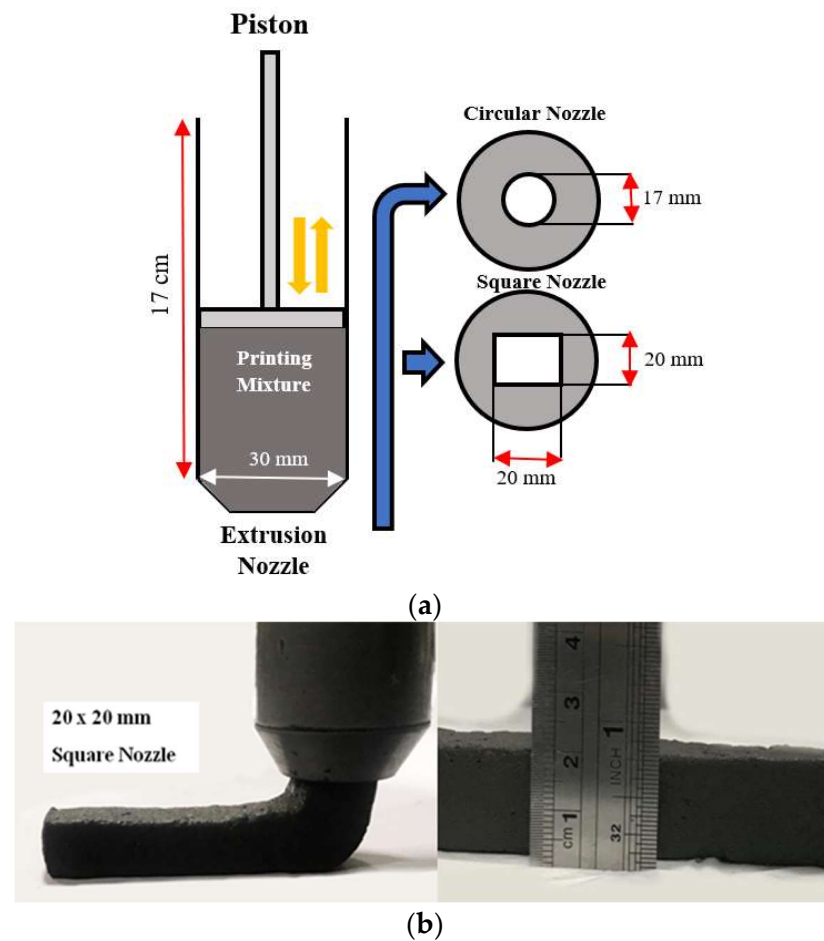 Piston
Circular Nozzle
17 mm
17 cm
Square Nozzle
Printing
Mixture
20 mm
30 mm
20 mm
Extrusion
Nozzle
(a)
20 x 20 mm
Square Nozzle
4
3
2
1
cm
1
INCH
32
(b)